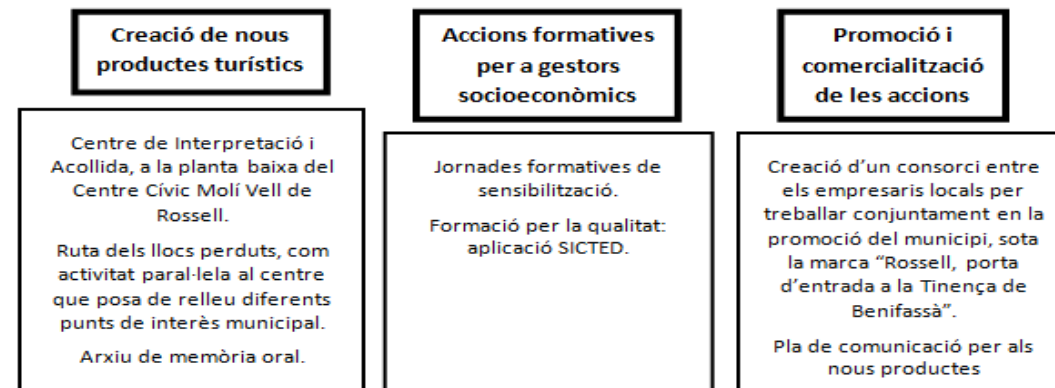 Creació de nous
productes turístics
Centre de Interpretació i
Acollida, a la planta baixa del
Centre Cívic Molí Vell de
Rossell.
Ruta dels llocs perduts, com
activitat paral·lela al centre
que posa de relleu diferents
punts de interès municipal.
Arxiu de memòria oral.
Accions formatives
per a gestors
socioeconòmics
Jornades formatives de
sensibilització.
Formació per la qualitat:
aplicació SICTED.
Promoció i
comercialització
de les accions
Creació d’un consorci entre
els empresaris locals per
treballar conjuntament en la
promoció del municipi, sota
la marca “Rossell, porta
d’entrada a la Tinença de
Benifassà”.
Pla de comunicació per als
nous productes